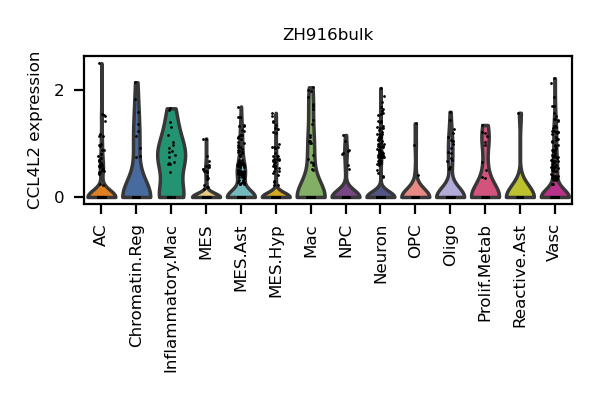 ZH916bulk
CCL4L2 expression
2
0
AC
Chromatin.Reg
Inflammatory.Mac
MES
MES.Ast
MES.Hyp
Mac
NPC
Neuron
OPC
Oligo
Prolif.Metab
Reactive.Ast
Vasc